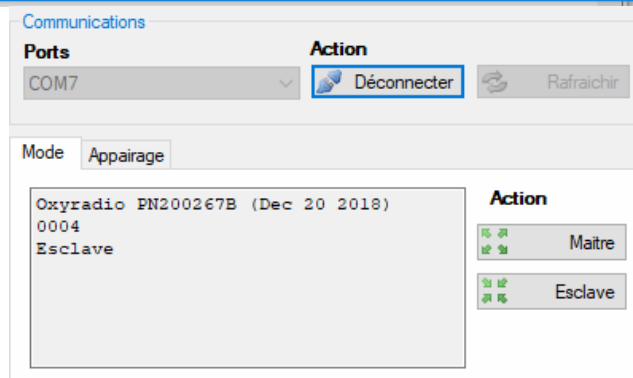 Communications
Ports
Action
COM7
Déconnecter
Rafraichir
Mode
Appairage
Oxyradio PN200267B (Dec 20 2018)
0004
Esclave
Action
Maitre
Esclave